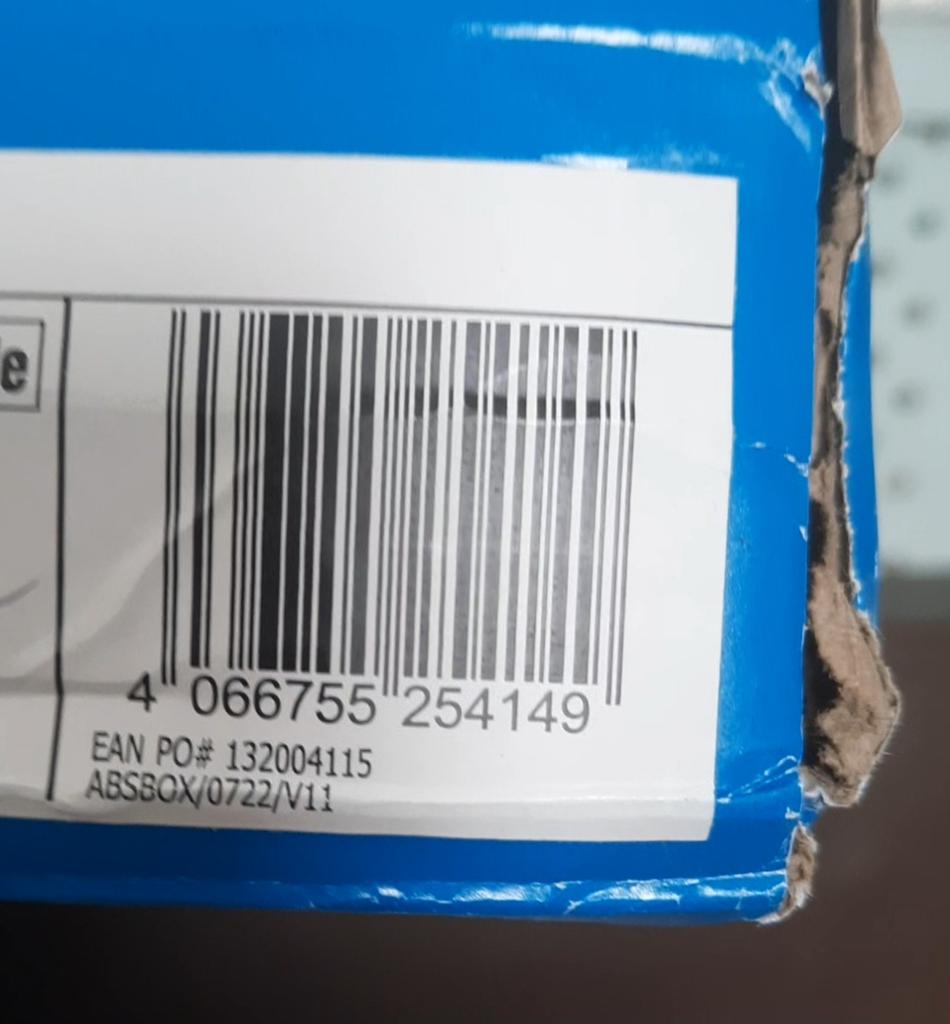 e
4 066755 254149
EAN PO# 132004115
ABSBOX/0722/V11